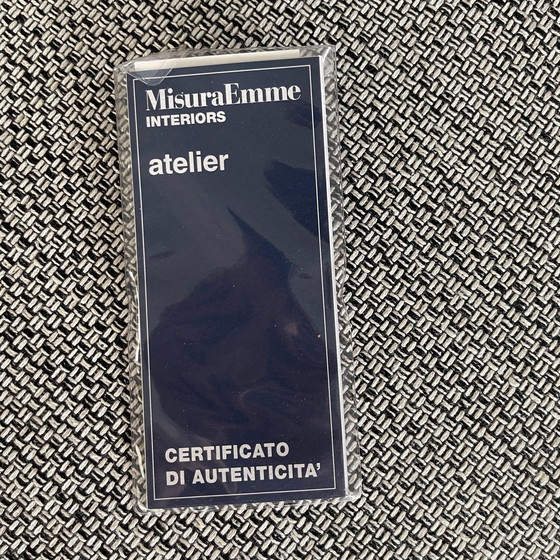 MisuraEmme
INTERIORS
atelier
CERTIFICATO
DI AUTENTICITA'